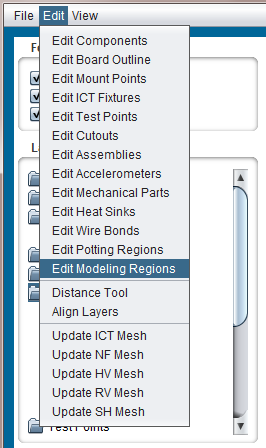 File Edit View
Edit Components
Edit Board Outline
Edit Mount Points
Edit ICT Fixtures
Edit Test Points
Edit Cutouts
Edit Assemblies
Edit Accelerometers
Edit Mechanical Parts
Edit Heat Sinks
Edit Wire Bonds
Edit Potting Regions
Edit Modeling Regions
Distance Tool
Align Layers
Update ICT Mesh
Update NF Mesh
Update HV Mesh
Update RV Mesh
Update SH Mesh
Test Points